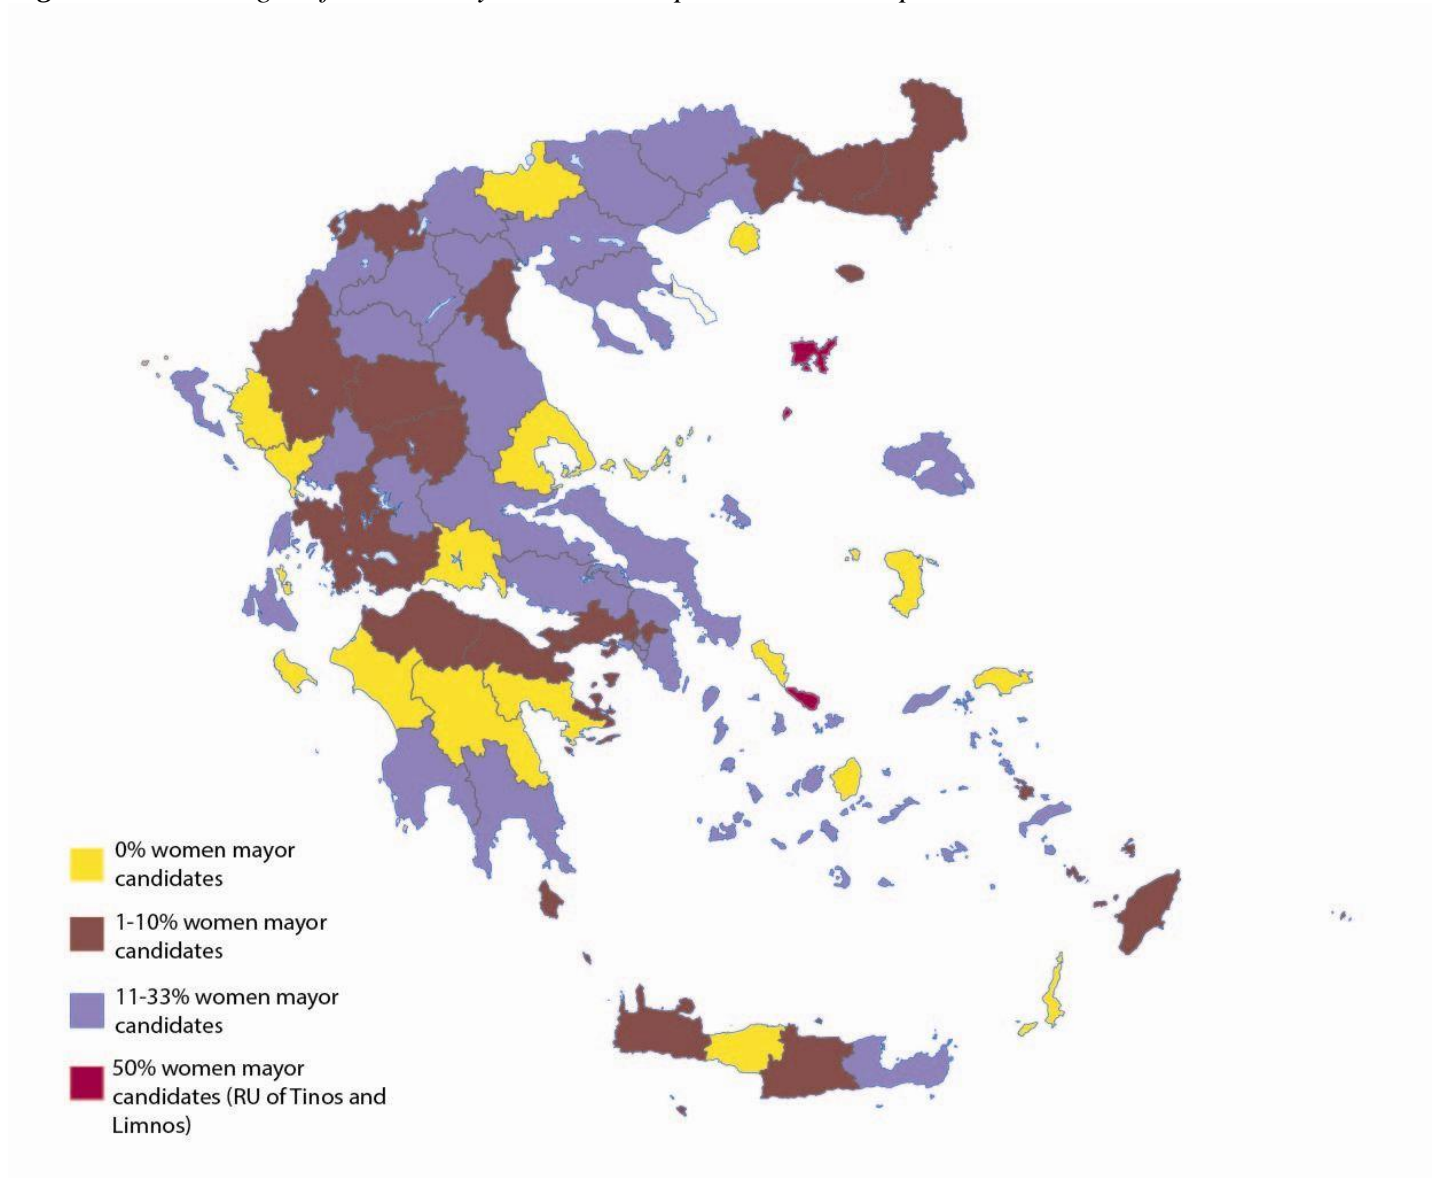 0% women mayor
candidates
1-10% women mayor
candidates
11-33% women mayor
candidates
50% women mayor
candidates (RU of Tinos and
Limnos)